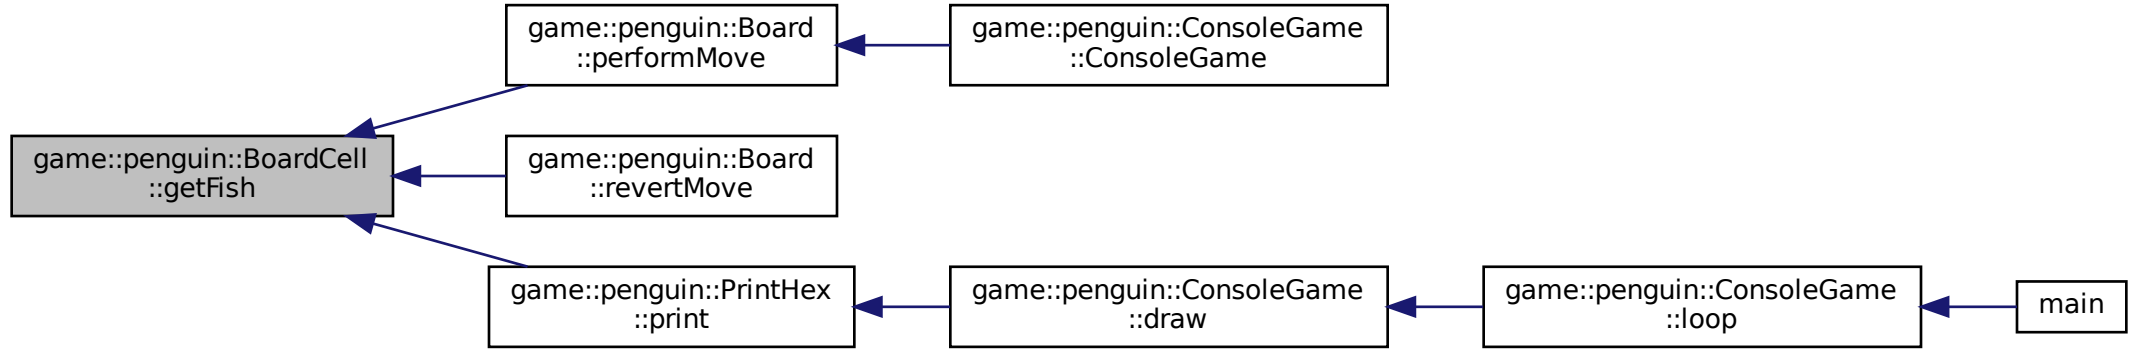 game::penguin::BoardCell
::getFish
game::penguin::Board
::performMove
game::penguin::ConsoleGame
::ConsoleGame
game::penguin::Board
::revertMove
game::penguin::PrintHex
::print
game::penguin::ConsoleGame
::draw
game::penguin::ConsoleGame
::loop
main